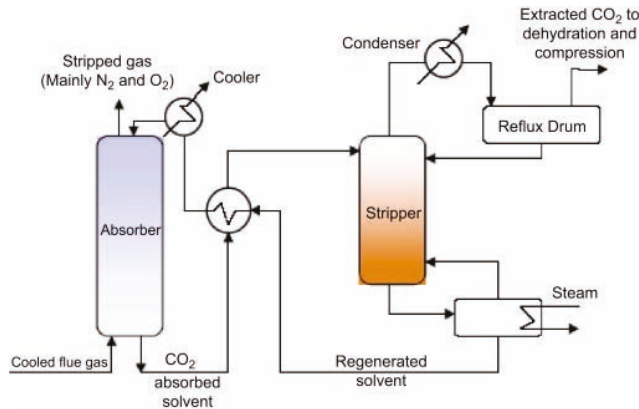 Extracted CO₂ to
dehydration and
compression
Condenser
Stripped gas
(Mainly N₂ and O₂)
Cooler
Reflux Drum
Absorber
Stripper
Steam
Cooled flue gas
CO₂
absorbed
solvent
Regenerated
solvent